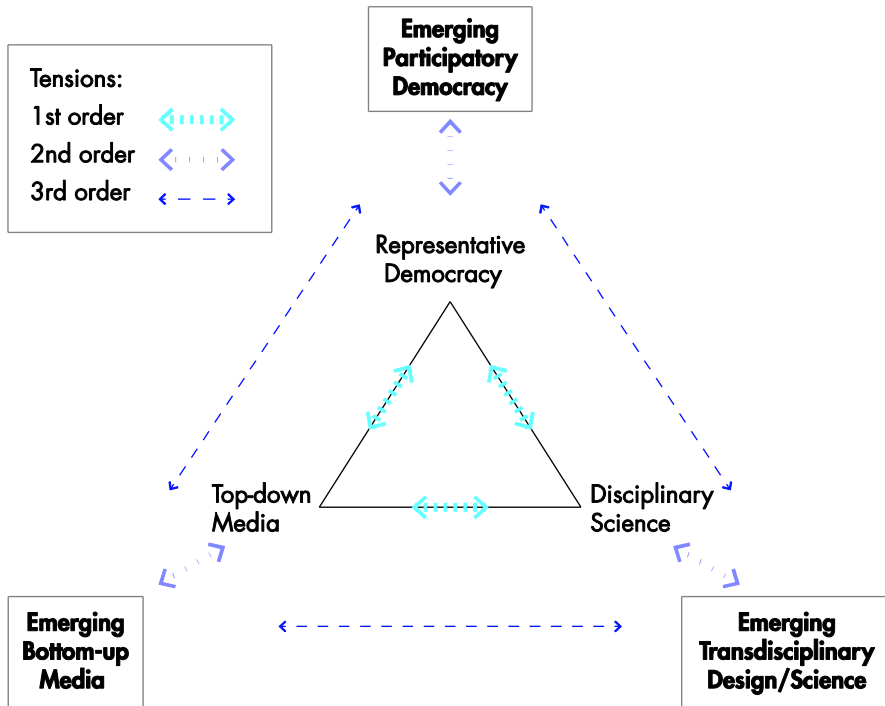 Emerging
Participatory
Democracy
Tensions:
1st order
2nd order
3rd order
Representative
Democracy
Top-down
Media
Disciplinary
Science
Emerging
Bottom-up
Media
Emerging
Transdisciplinary
Design/Science